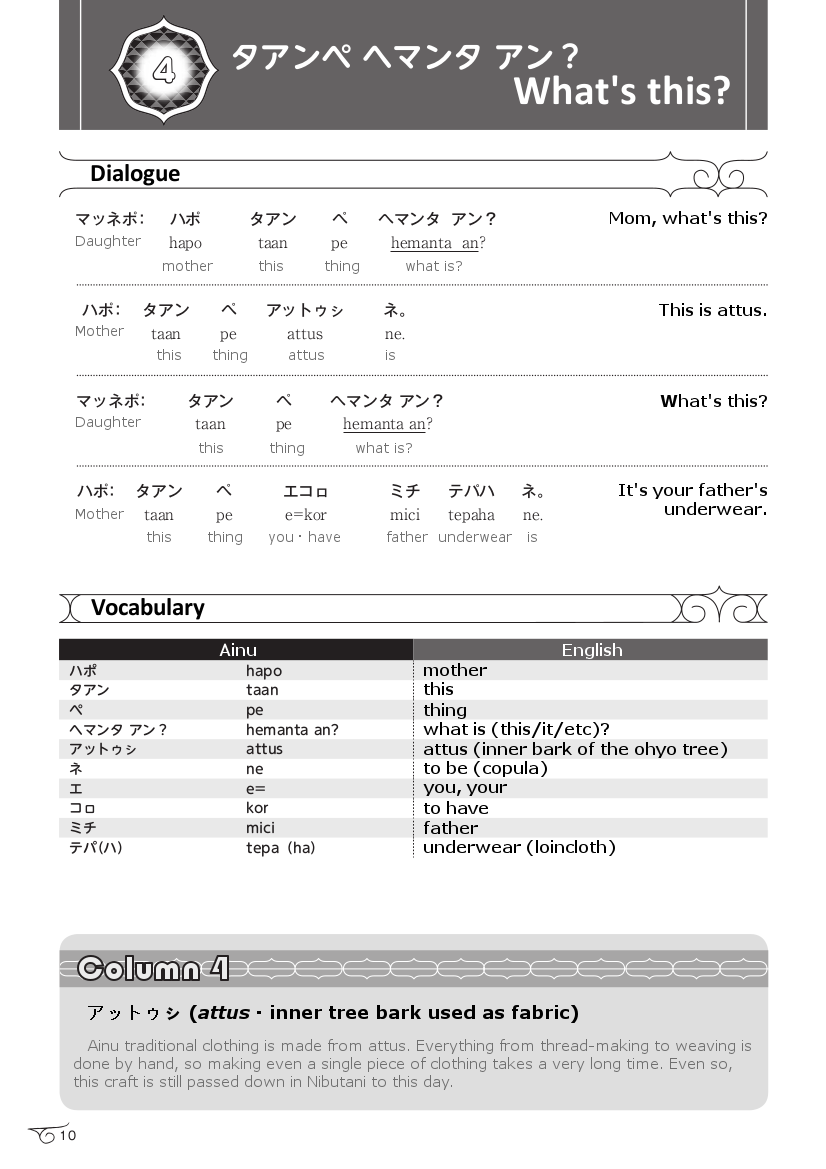 4
タアンペ ヘマンタ アン？
What's this?
Dialogue
マッネポ： ハポ タアン ペ ヘマンタ アン？ Mom, what's this?
Daughter hapo taan pe hemanta an?
mother this thing what is?
ハポ： タアン ペ アットゥㇱ ネ。 This is attus.
Mother taan pe attus ne.
this thing attus is
マッネポ： タアン ペ ヘマンタ アン？ What's this?
Daughter taan pe hemanta an?
this thing what is?
ハポ： タアン ペ エコㇿ ミチ テパハ ネ。 It's your father's
underwear.
Mother taan pe e=kor mici tepaha ne.
this thing you・have father underwear is
Vocabulary
Ainu English
ハポ hapo mother
タアン taan this
ペ pe thing
ヘマンタ アン？ hemanta an? what is (this/it/etc)?
アットゥㇱ attus attus (inner bark of the ohyo tree)
ネ ne to be (copula)
エ e= you, your
コㇿ kor to have
ミチ mici father
テパ(ハ) tepa (ha) underwear (loincloth)
Column 4
アットゥㇱ (attus · inner tree bark used as fabric)
Ainu traditional clothing is made from attus. Everything from thread-making to weaving is
done by hand, so making even a single piece of clothing takes a very long time. Even so,
this craft is still passed down in Nibutani to this day.
10